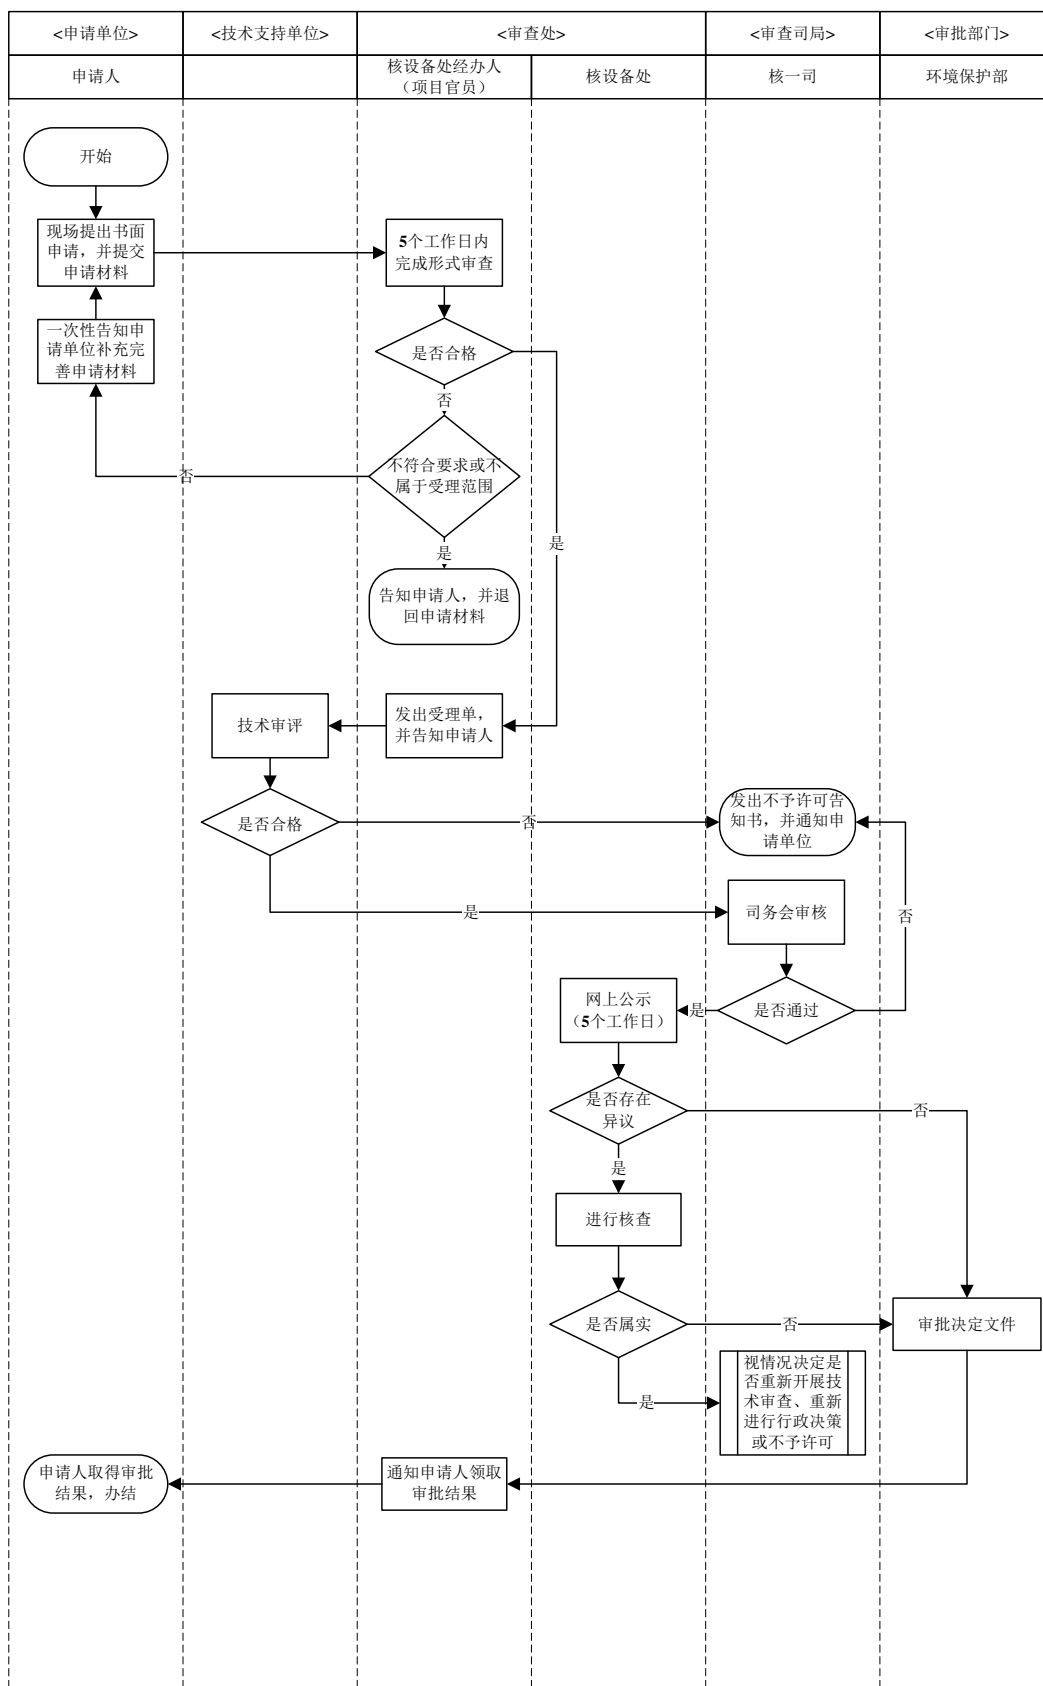 <申请单位>
<技术支持单位>
<审查处>
<审查司局>
<审批部门>
申请人
核设备处经办人
（项目官员）
核设备处
核一司
环境保护部
开始
现场提出书面
申请，并提交
申请材料
5个工作日内
完成形式审查
一次性告知申
请单位补充完
善申请材料
是否合格
否
不符合要求或不
属于受理范围
否
是
是
告知申请人，并退
回申请材料
技术审评
发出受理单，
并告知申请人
是否合格
否
发出不予许可告
知书，并通知申
请单位
是
司务会审核
否
网上公示
（5个工作日）
是
是否通过
是否存在
异议
否
是
进行核查
是否属实
否
审批决定文件
是
视情况决定是
否重新开展技
术审查、重新
进行行政决策
或不予许可
申请人取得审批
结果，办结
通知申请人领取
审批结果